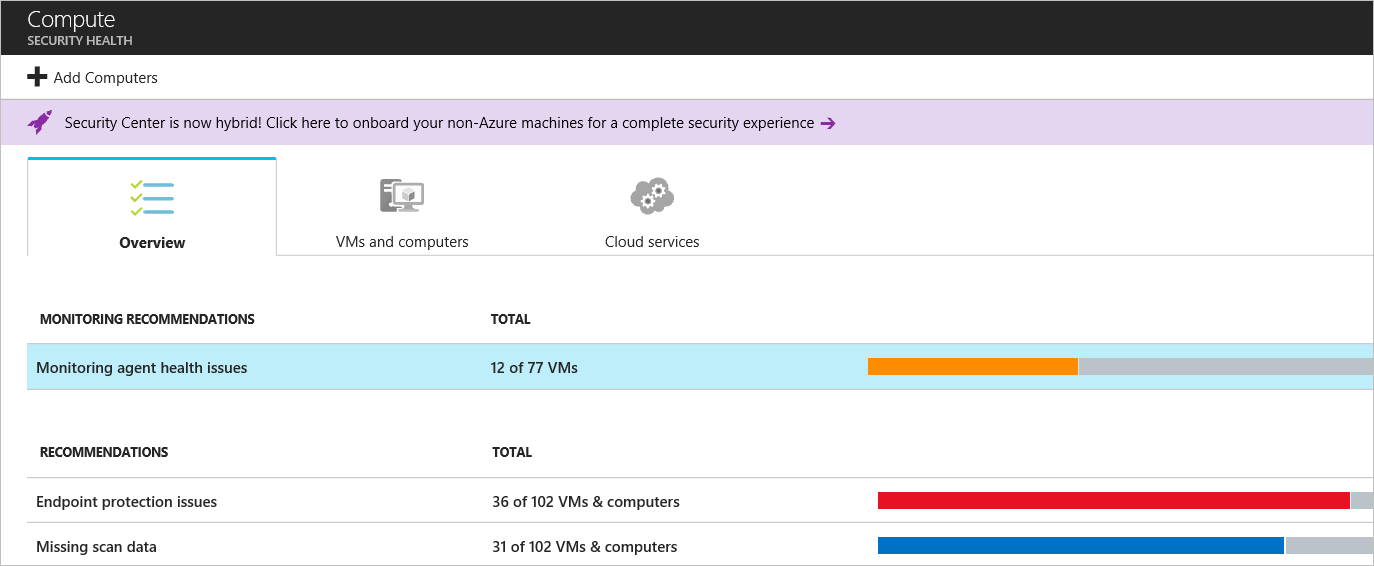 Compute
SECURITY HEALTH
Add Computers
Security Center is now hybrid! Click here to onboard your non-Azure machines for a complete security experience
Overview
VMs and computers
Cloud services
MONITORING RECOMMENDATIONS TOTAL
Monitoring agent health issues 12 of 77 VMs
RECOMMENDATIONS TOTAL
Endpoint protection issues 36 of 102 VMs & computers
Missing scan data 31 of 102 VMs & computers